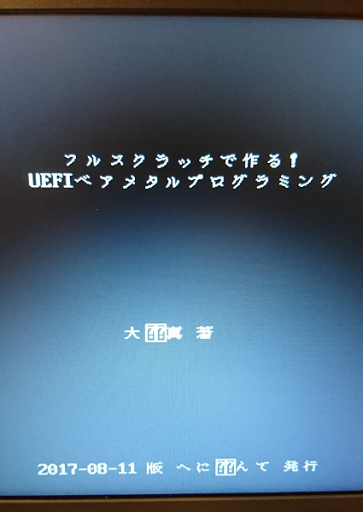 フルスクラッチで作る!
UEFIベアメタルプログラミング
大 真 著
2017-08-11 版 へに んて 発行